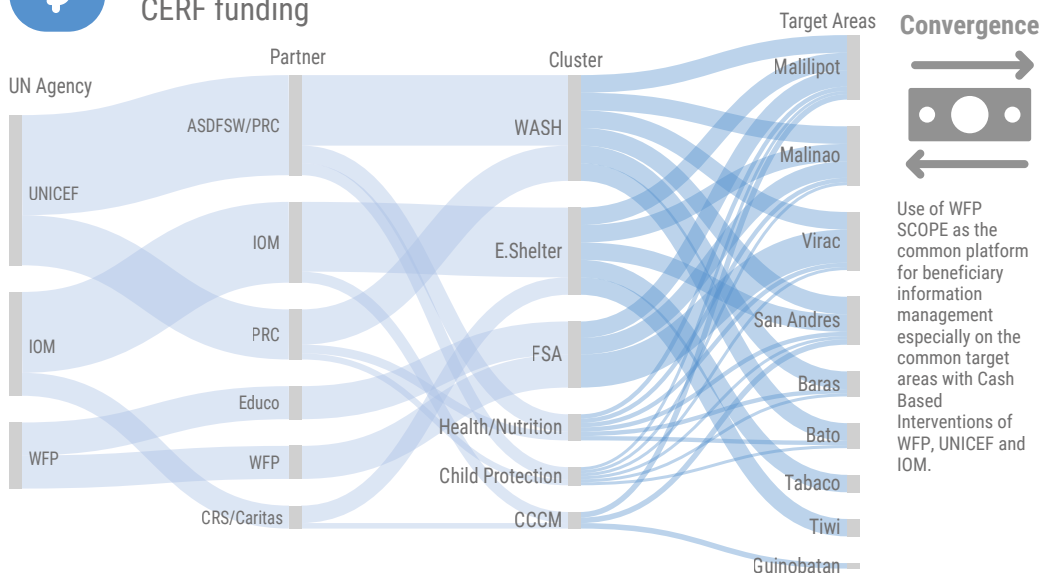 CERF funding
UN Agency
UNICEF
IOM
WFP
Partner
ASDFSW/PRC
IOM
PRC
Educo
WFP
CRS/Caritas
Cluster
WASH
E.Shelter
FSA
Health/Nutrition
Child Protection
CCCM
Target Areas
Malilipot
Malinao
Virac
San Andres
Baras
Bato
Tabaco
Tiwi
Guinobatan
Convergence
Use of WFP
SCOPE as the
common platform
for beneficiary
information
management
especially on the
common target
areas with Cash
Based
Interventions of
WFP, UNICEF and
IOM.